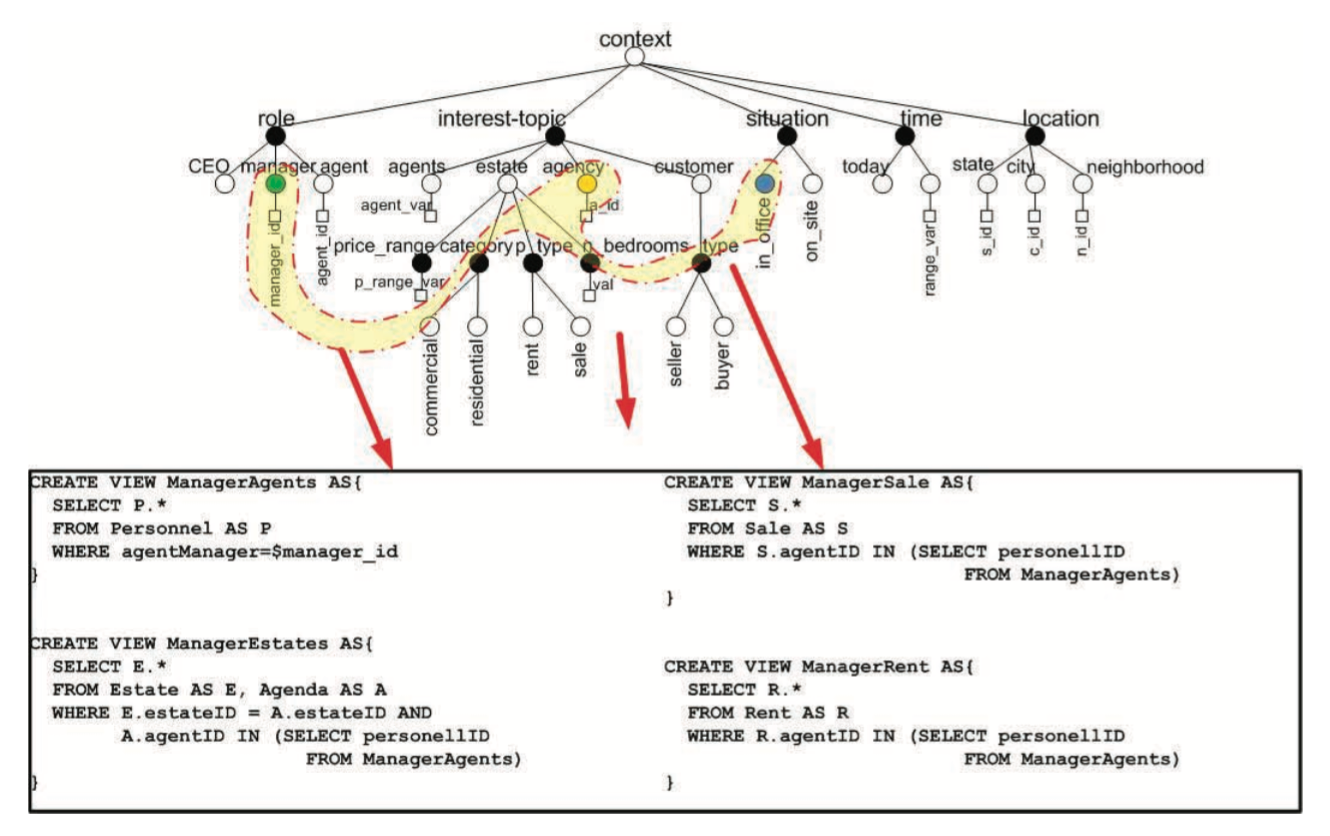 context
role interest-topic situation time location
CEO manager agent agents estate agency customer today state city neighborhood
agent_var a_id
manager_id agent_id in_office on_site range_var s_id c_id n_id
price_range category p_type n_bedrooms type
p_range_var val
commercial residential rent sale seller buyer
CREATE VIEW ManagerAgents AS{
SELECT P.*
FROM Personnel AS P
WHERE agentManager=$manager_id
}
CREATE VIEW ManagerEstates AS{
SELECT E.*
FROM Estate AS E, Agenda AS A
WHERE E.estateID = A.estateID AND
A.agentID IN (SELECT personellID
FROM ManagerAgents)
}
CREATE VIEW ManagerSale AS{
SELECT S.*
FROM Sale AS S
WHERE S.agentID IN (SELECT personellID
FROM ManagerAgents)
}
CREATE VIEW ManagerRent AS{
SELECT R.*
FROM Rent AS R
WHERE R.agentID IN (SELECT personellID
FROM ManagerAgents)
}